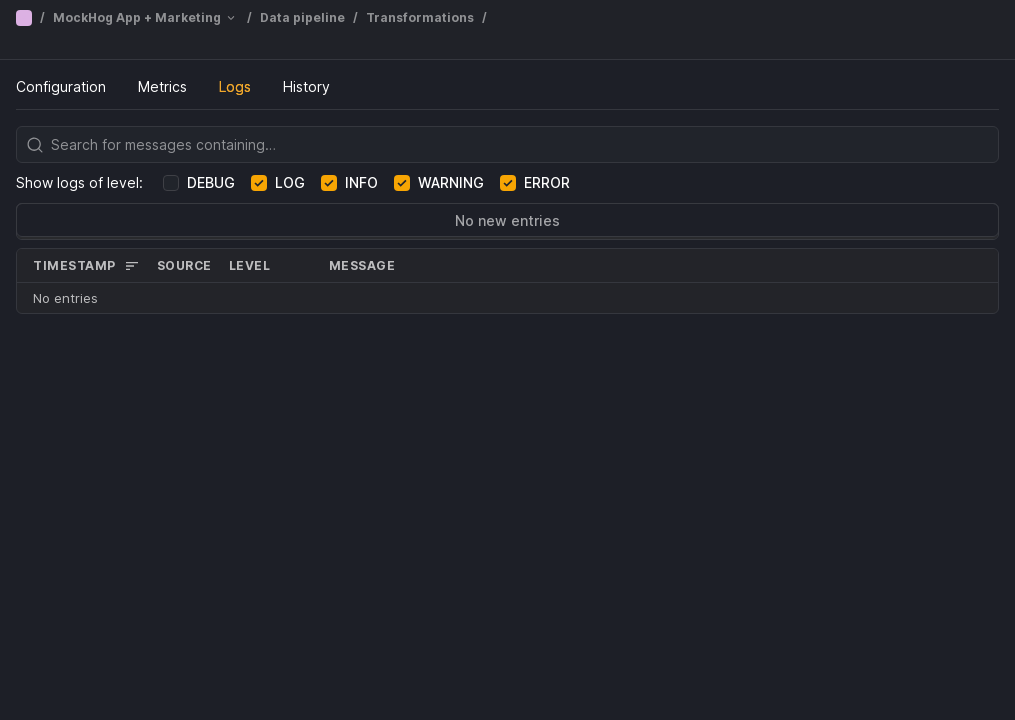 / MockHog App + Marketing / Data pipeline / Transformations /
Configuration Metrics Logs History
Search for messages containing…
Show logs of level: DEBUG LOG INFO WARNING ERROR
No new entries
TIMESTAMP SOURCE LEVEL MESSAGE
No entries